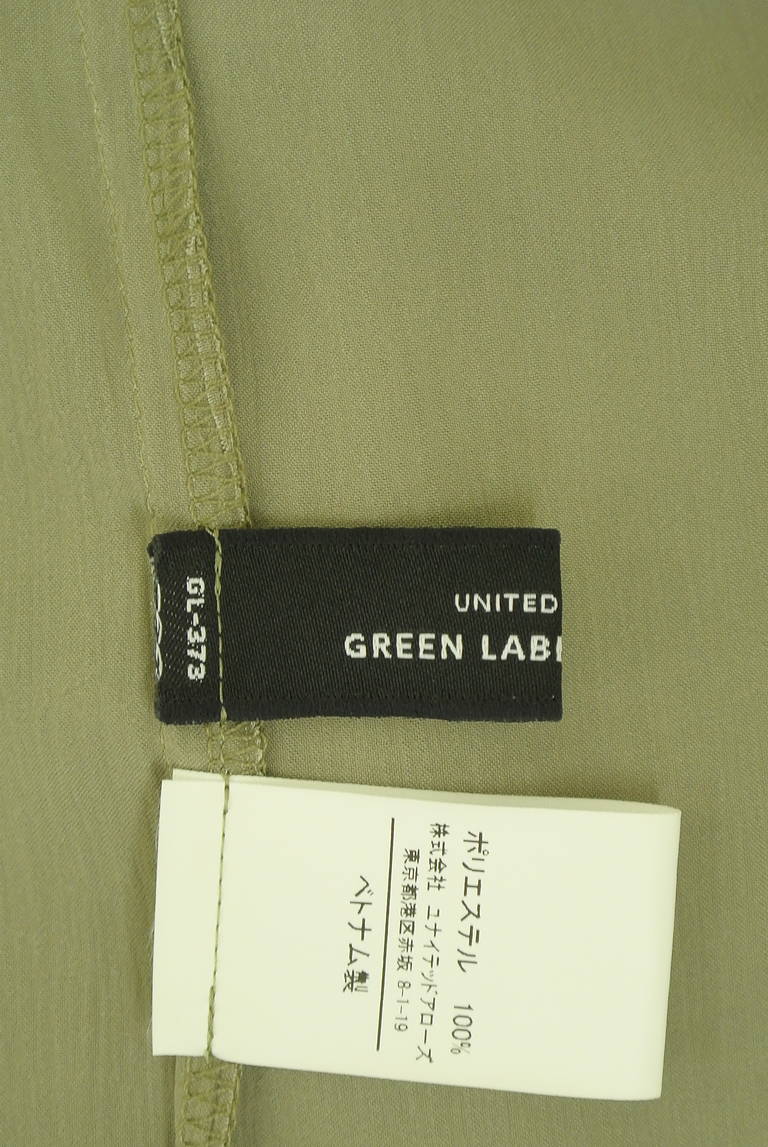 GL-373
UNITED
GREEN LAB
ポリエステル 100%
株式会社 ユナイテッドアローズ
東京都港区赤坂 8-1-19
ベトナム製